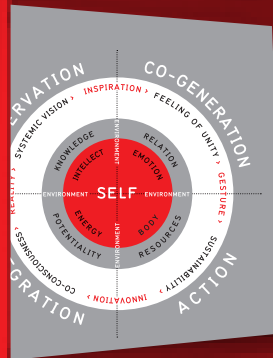 ERVATION
CO-GENERATION
SYSTEMIC VISION ›
INSPIRATION ›
FEELING OF UNITY ›
KNOWLEDGE
RELATION
INTELLECT
EMOTION
ENVIRONMENT
ENVIRONMENT
SELF
ENVIRONMENT
GESTURE ›
REALITY ›
ENERGY
BODY
POTENTIALITY
RESOURCES
ENVIRONMENT
CO-CONSCIOUSNESS ›
INNOVATION ›
SUSTAINABILITY ›
GRATION
ACTION